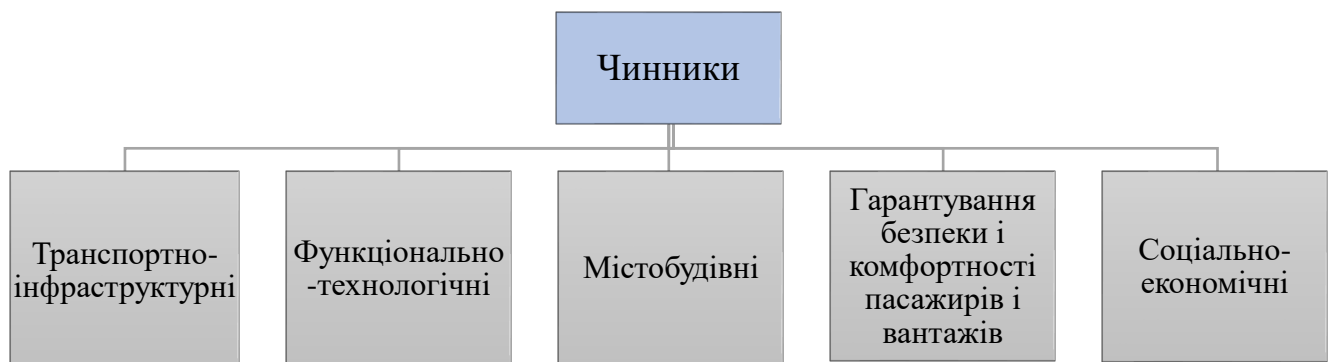 Чинники
Транспортно-
інфраструктурні
Функціонально
-технологічні
Містобудівні
Гарантування
безпеки і
комфортності
пасажирів і
вантажів
Соціально-
економічні